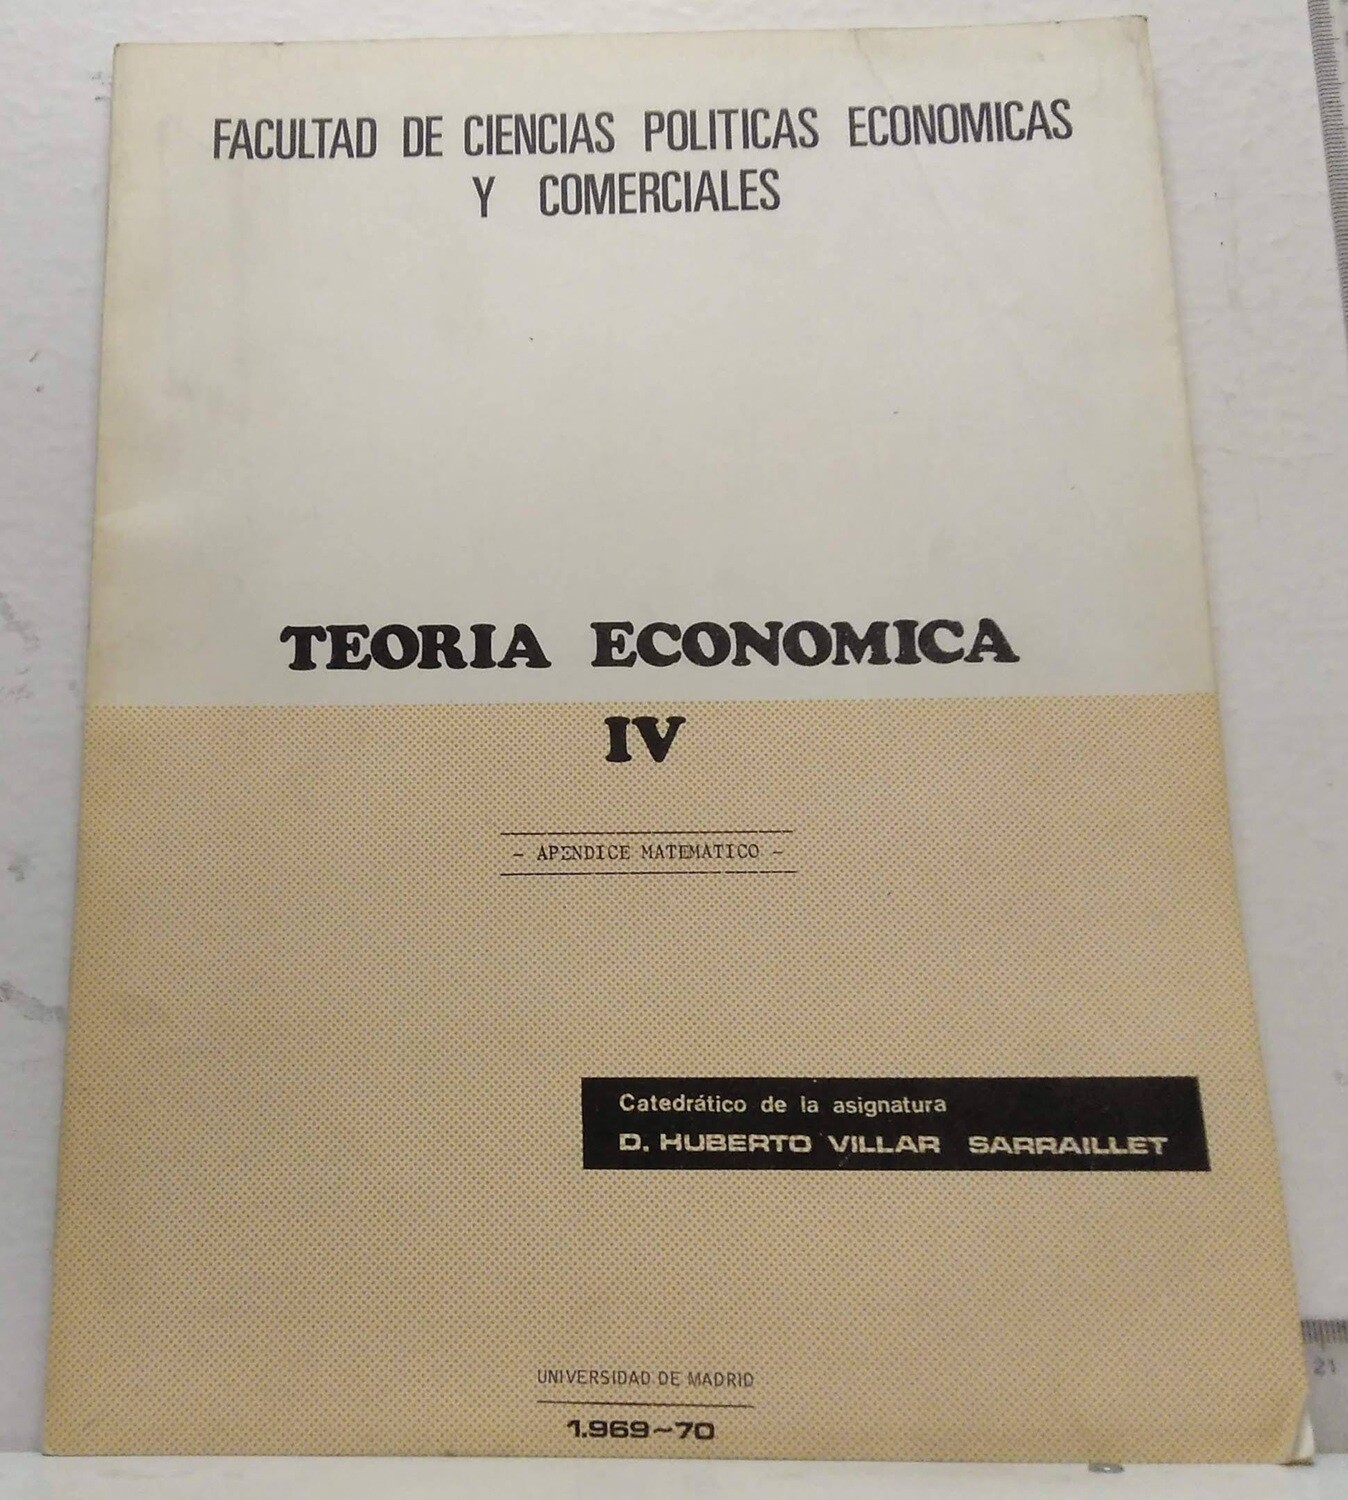 FACULTAD DE CIENCIAS POLITICAS ECONOMICAS
Y COMERCIALES
TEORIA ECONOMICA
IV
- APENDICE MATEMATICO -
Catedrático de la asignatura
D. HUBERTO VILLAR SARRAILLET
UNIVERSIDAD DE MADRID
1.969-70
21